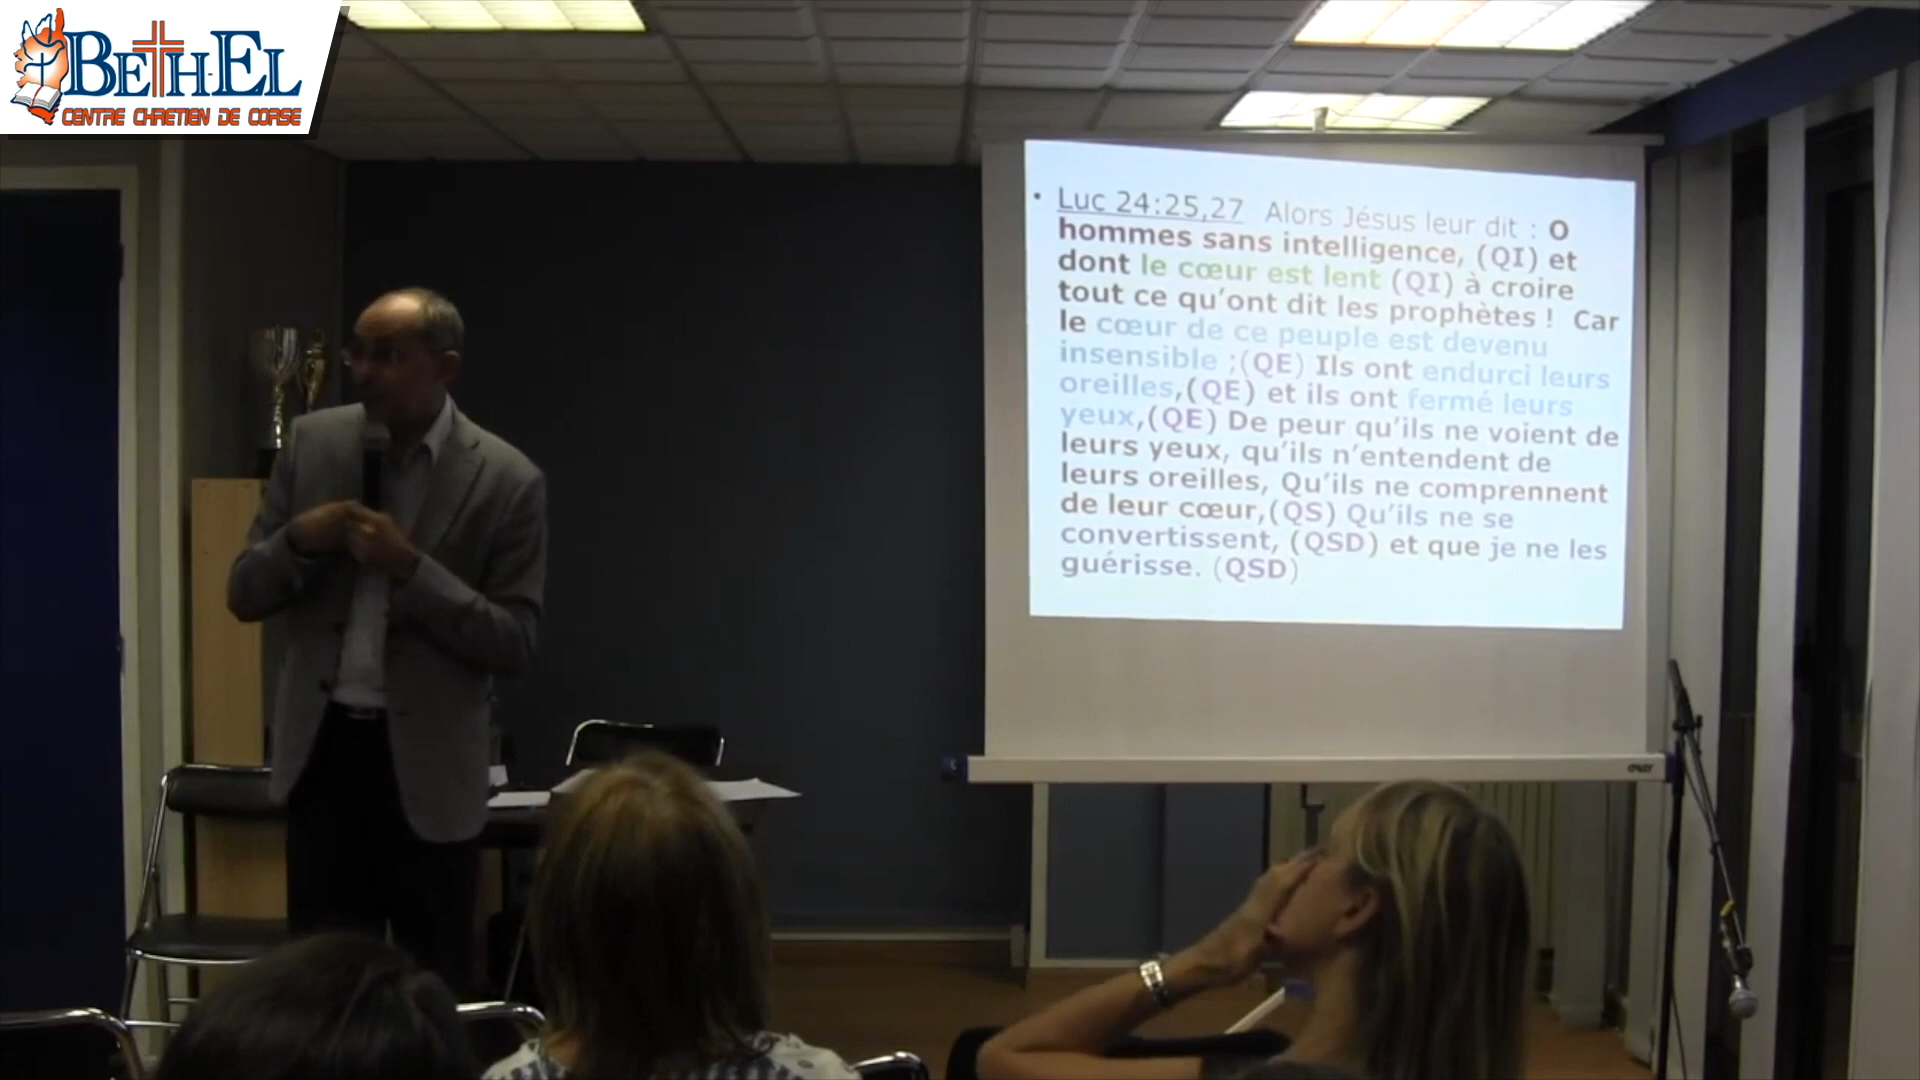 BETH-EL
CENTRE CHRETIEN DE CORSE
• Luc 24:25,27 Alors Jésus leur dit : O
hommes sans intelligence, (QI) et
dont le cœur est lent (QI) à croire
tout ce qu’ont dit les prophètes ! Car
le cœur de ce peuple est devenu
insensible ;(QE) Ils ont endurci leurs
oreilles,(QE) et ils ont fermé leurs
yeux,(QE) De peur qu’ils ne voient de
leurs yeux, qu’ils n’entendent de
leurs oreilles, Qu’ils ne comprennent
de leur cœur,(QS) Qu’ils ne se
convertissent, (QSD) et que je ne les
guérisse. (QSD)